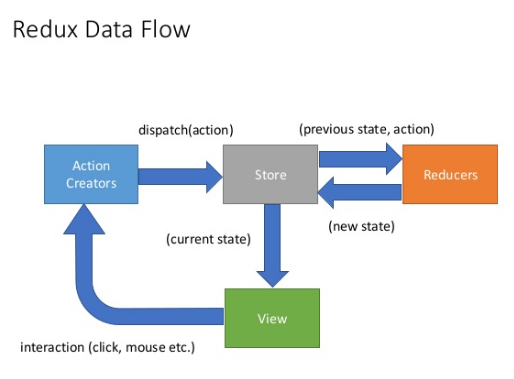 Redux Data Flow
dispatch(action)
(previous state, action)
Action
Creators
Store
Reducers
(new state)
(current state)
View
interaction (click, mouse etc.)